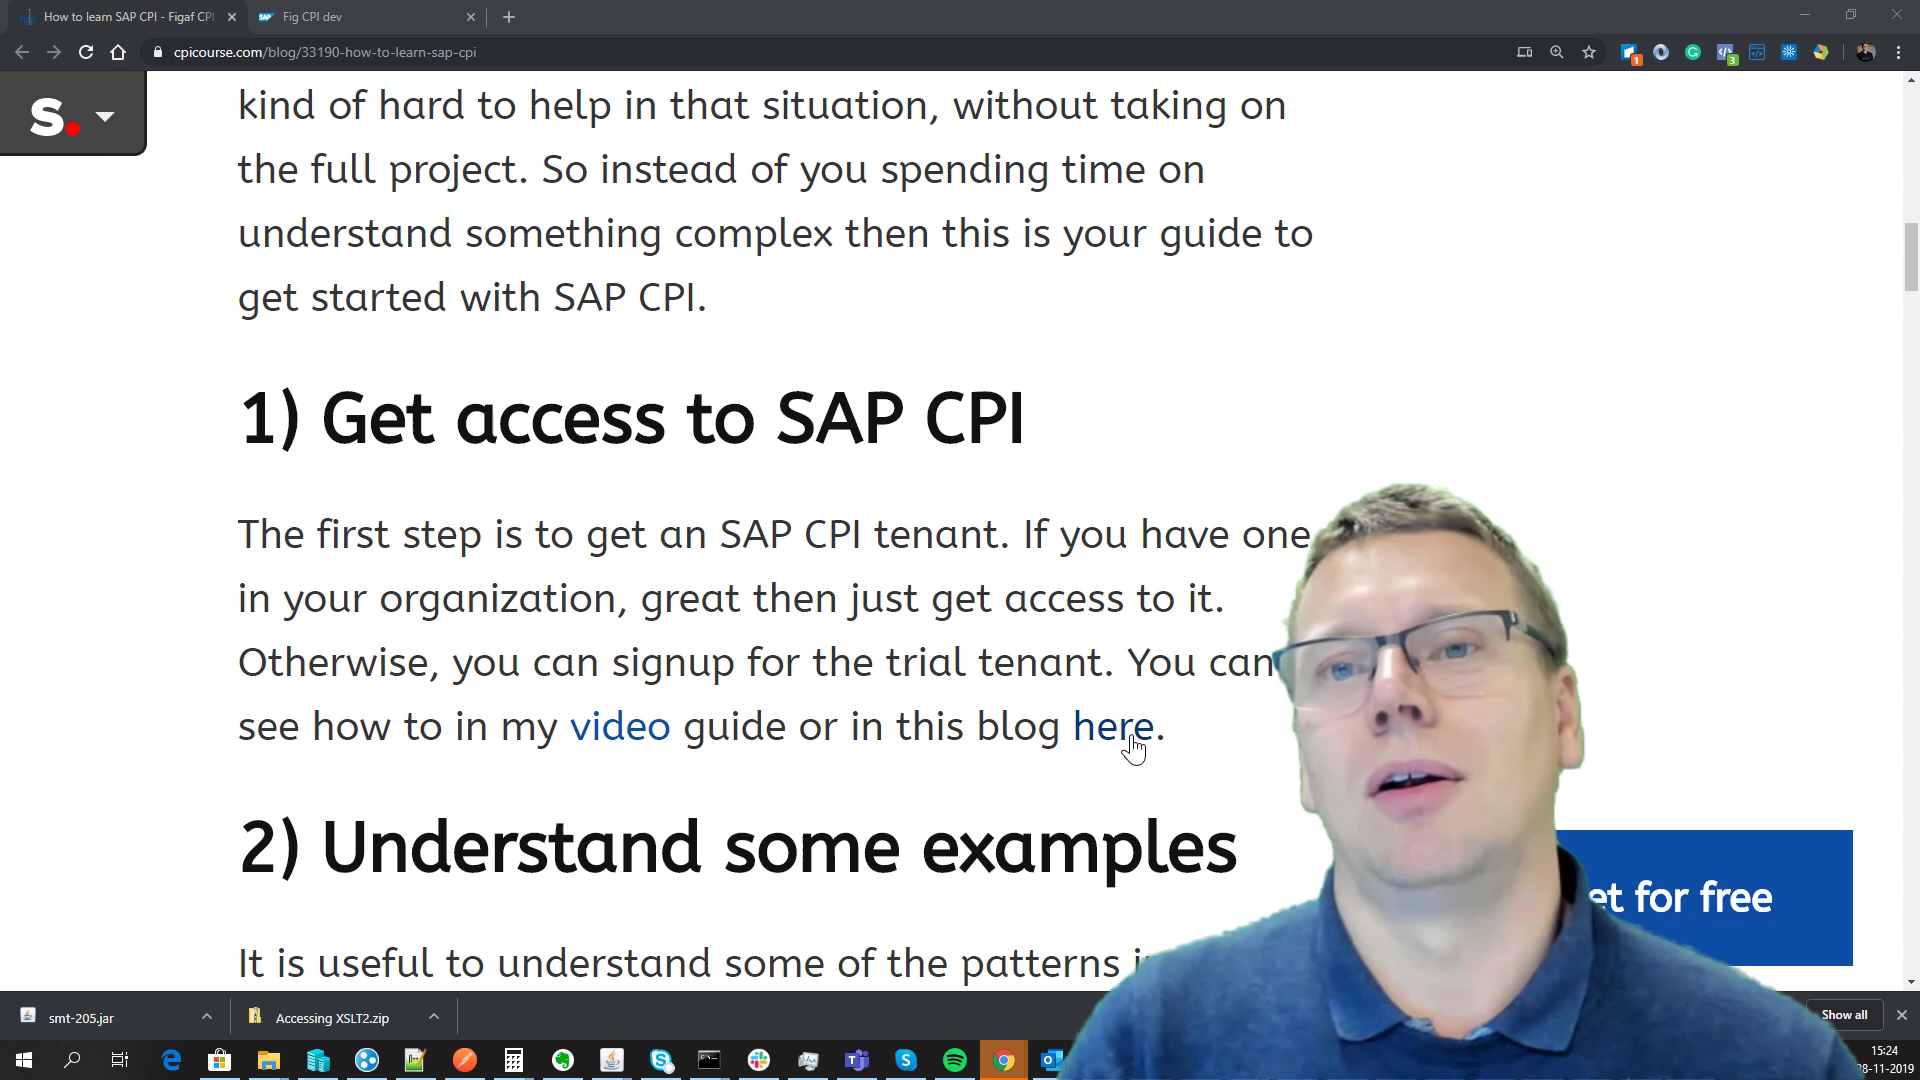 How to learn SAP CPI - Figaf CPI
Fig CPI dev
cpicourse.com/blog/33190-how-to-learn-sap-cpi
1
3
S.
kind of hard to help in that situation, without taking on
the full project. So instead of you spending time on
understand something complex then this is your guide to
get started with SAP CPI.
1) Get access to SAP CPI
The first step is to get an SAP CPI tenant. If you have one
in your organization, great then just get access to it.
Otherwise, you can signup for the trial tenant. You can
see how to in my video guide or in this blog here.
2) Understand some examples
et for free
It is useful to understand some of the patterns i
smt-205.jar
Accessing XSLT2.zip
Show all
15:24
8-11-2019